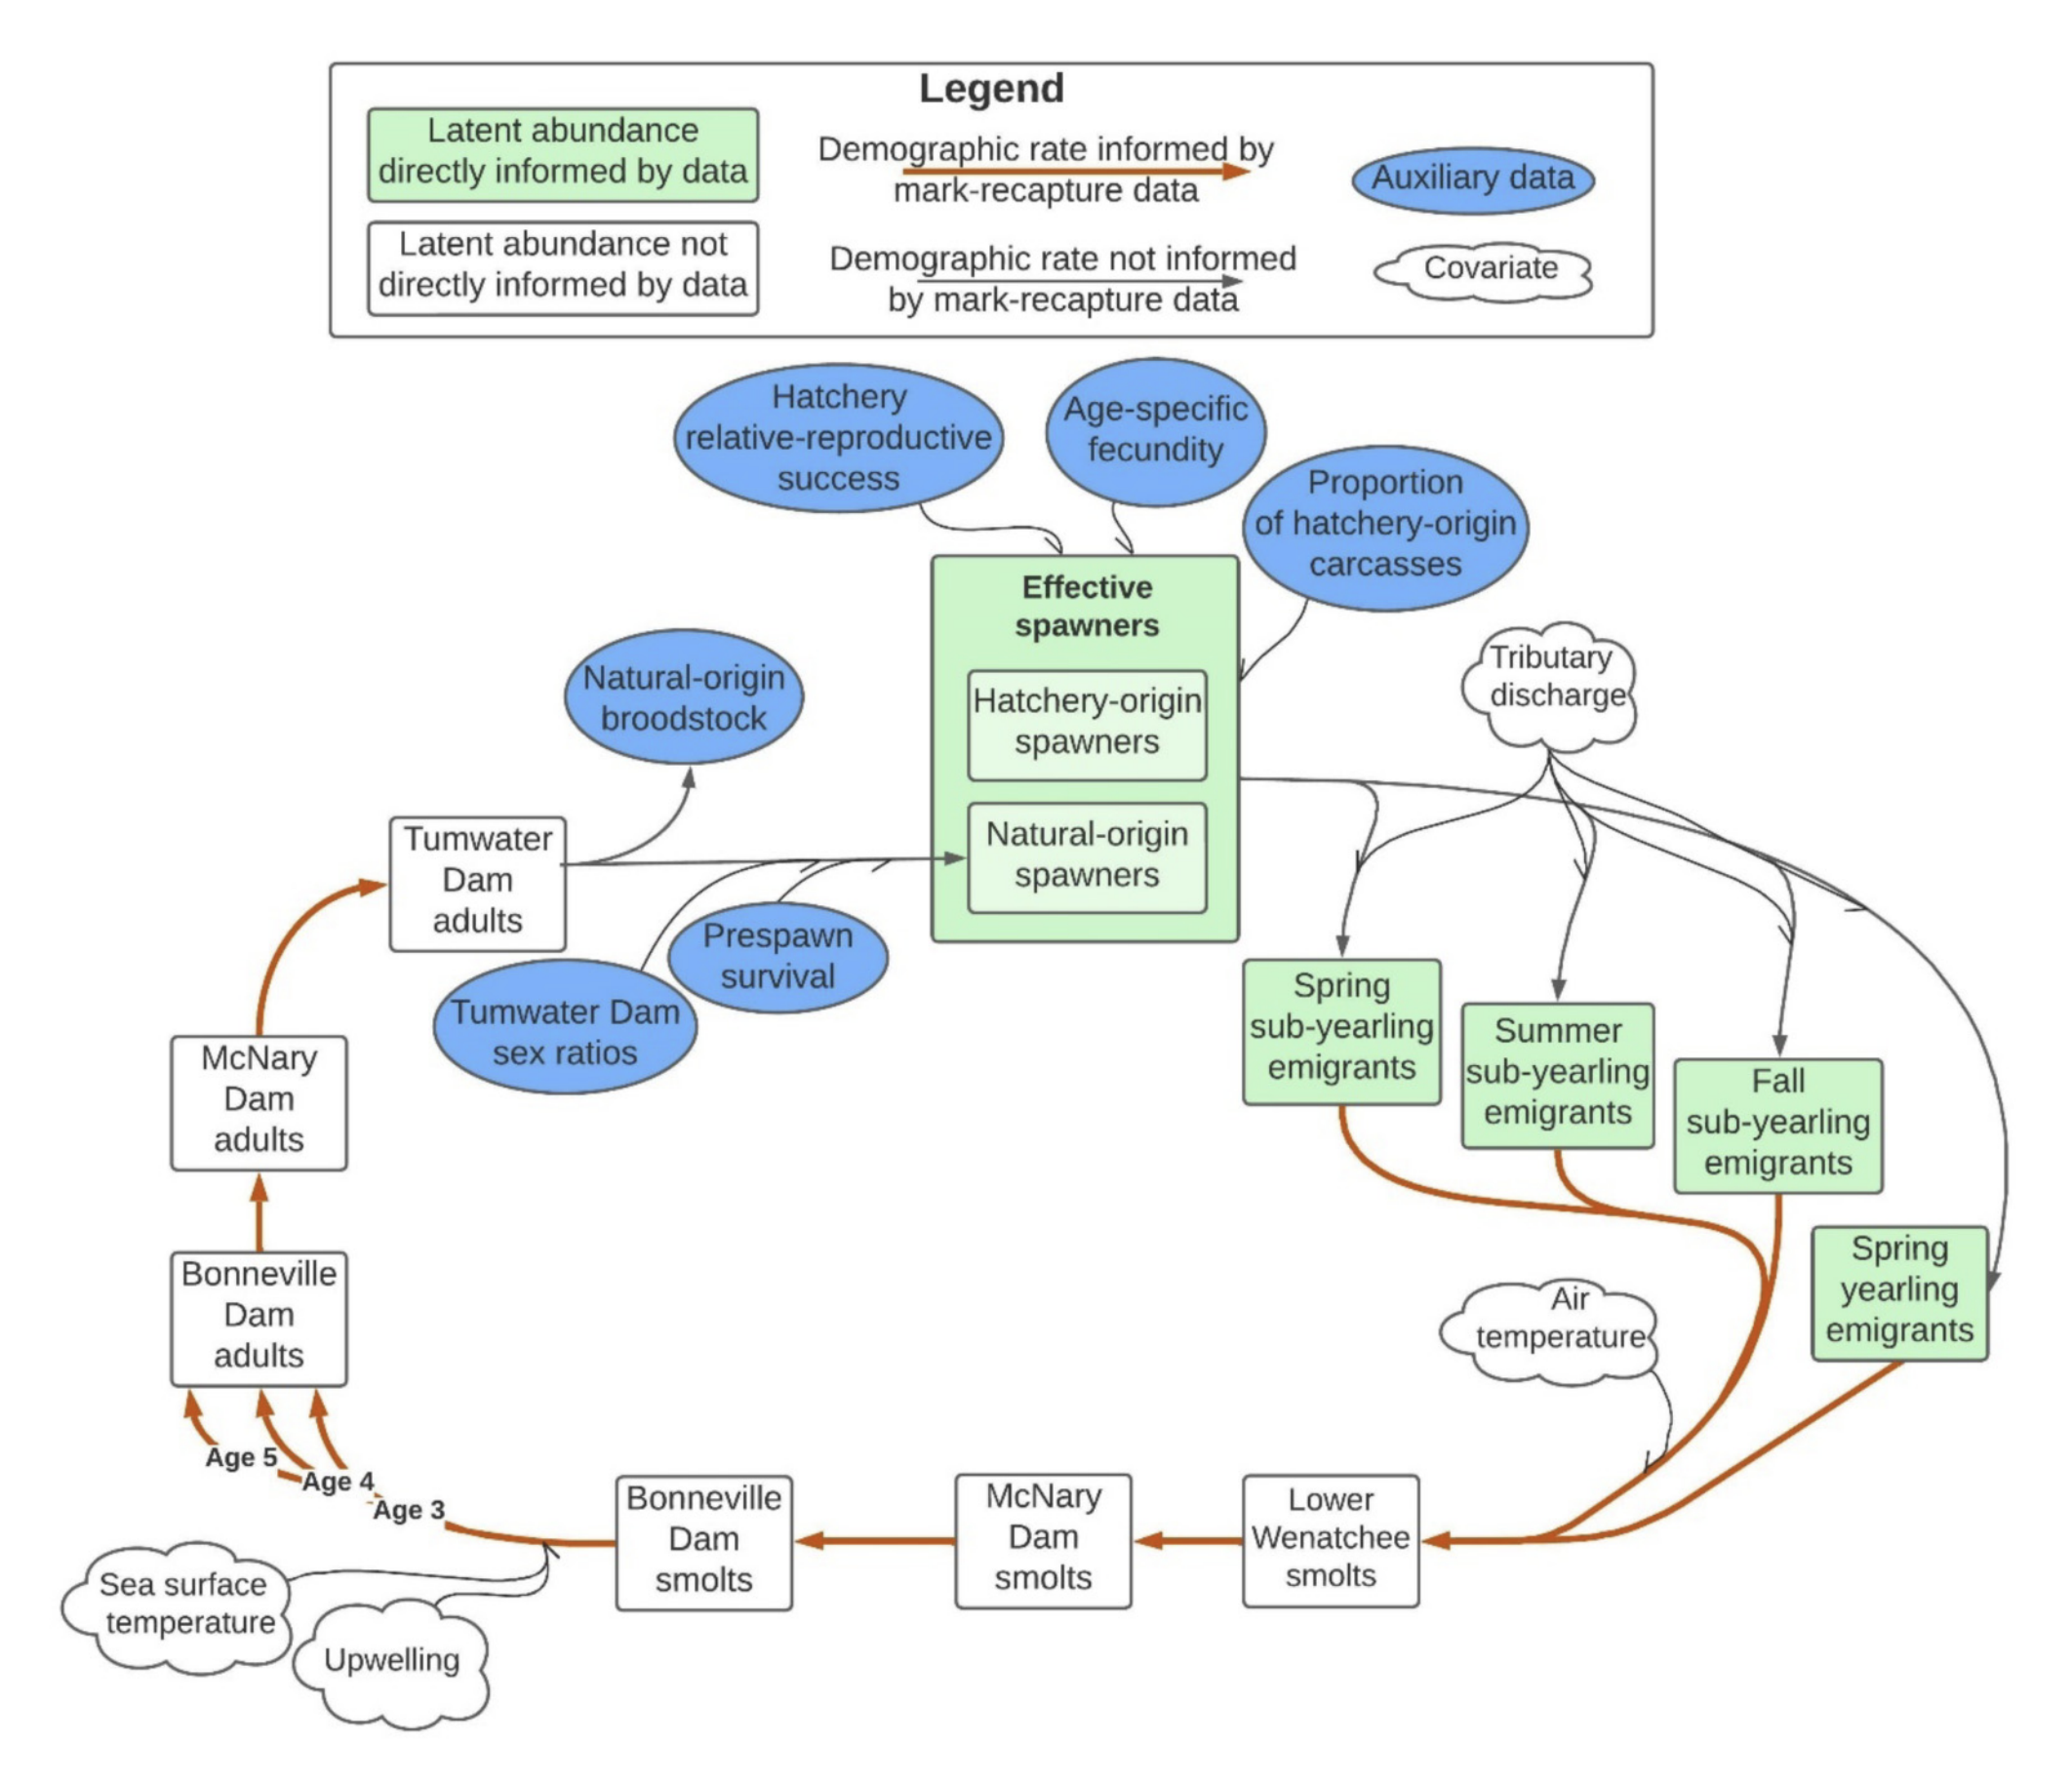 Legend
Latent abundance
directly informed by data
Latent abundance not
directly informed by data
Demographic rate informed by
mark-recapture data
Demographic rate not informed
by mark-recapture data
Auxiliary data
Covariate
Hatchery
relative-reproductive
success
Age-specific
fecundity
Proportion
of hatchery-origin
carcasses
Effective
spawners
Hatchery-origin
spawners
Natural-origin
spawners
Natural-origin
broodstock
Tributary
discharge
Tumwater
Dam
adults
Prespawn
survival
Tumwater Dam
sex ratios
Spring
sub-yearling
emigrants
Summer
sub-yearling
emigrants
Fall
sub-yearling
emigrants
Spring
yearling
emigrants
McNary
Dam
adults
Bonneville
Dam
adults
Air
temperature
Age 5
Age 4
Age 3
Bonneville
Dam
smolts
McNary
Dam
smolts
Lower
Wenatchee
smolts
Sea surface
temperature
Upwelling